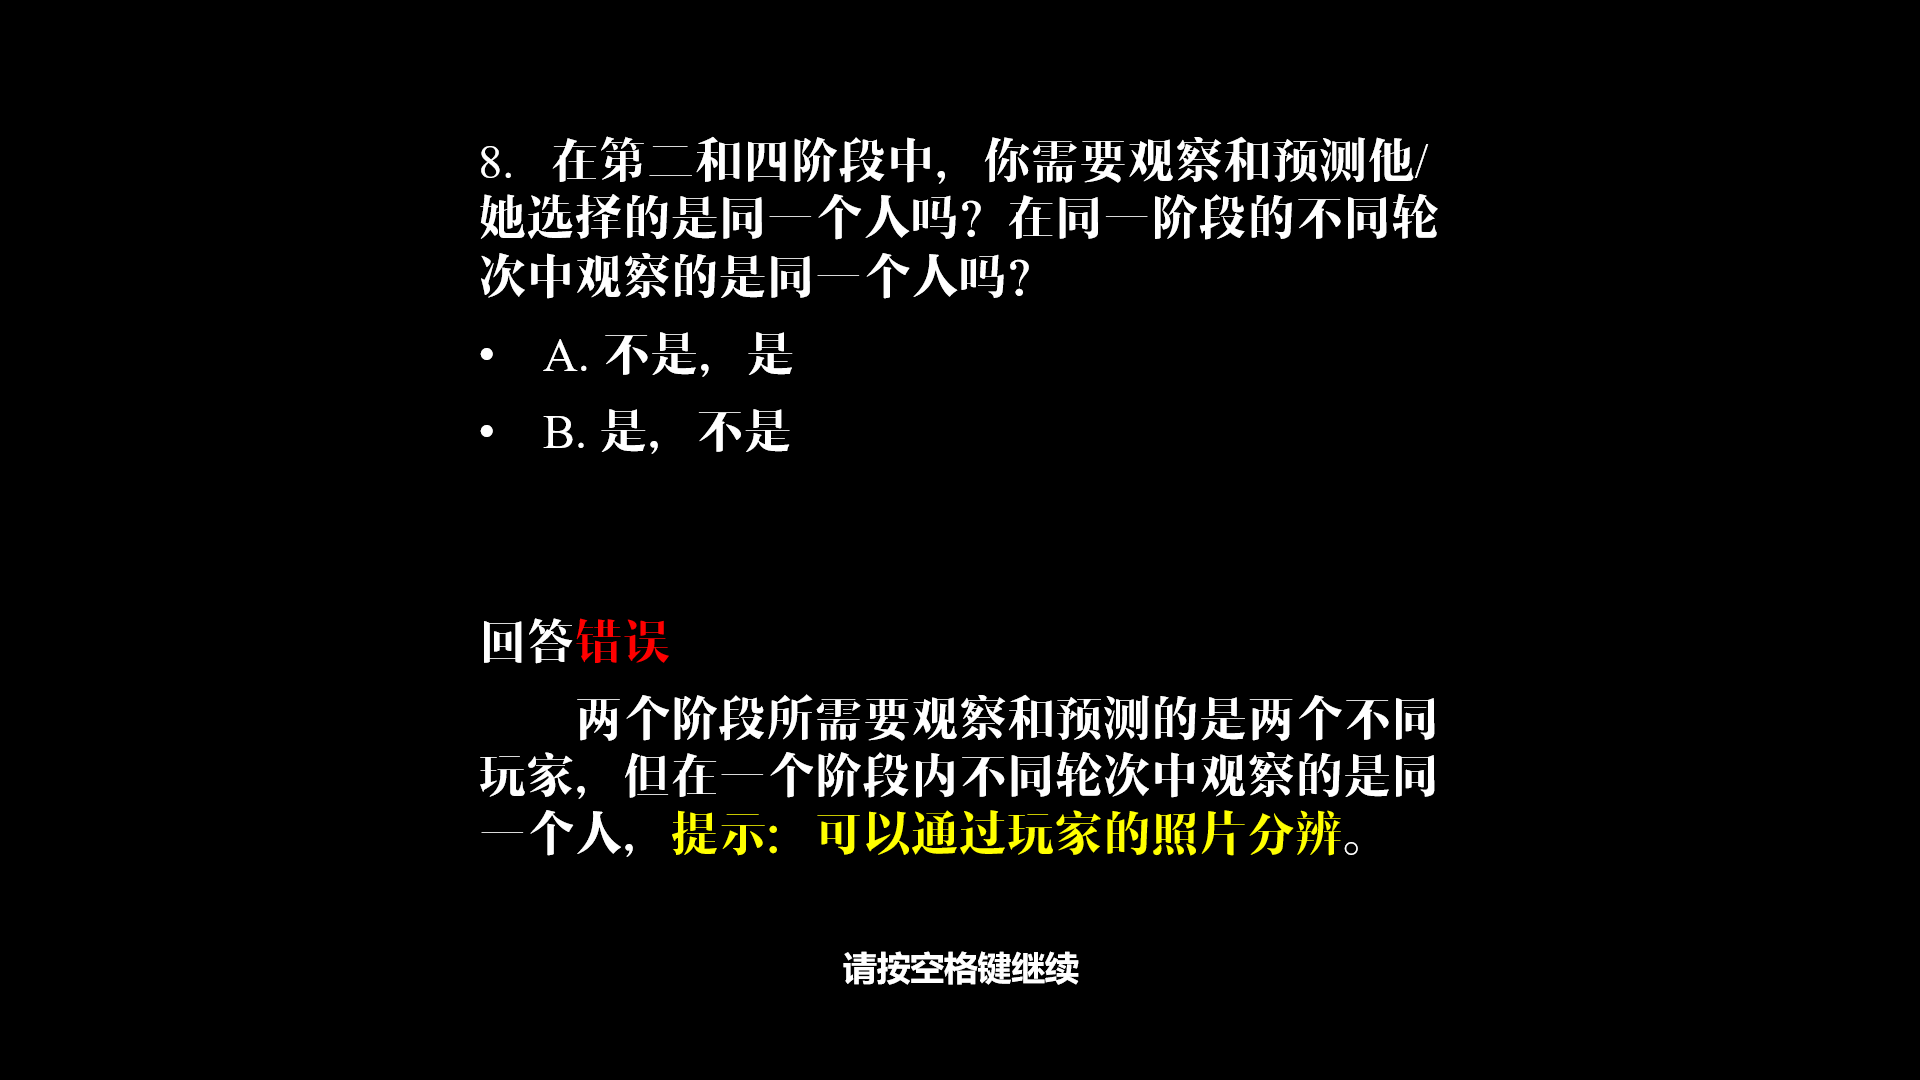 8. 在第二和四阶段中，你需要观察和预测他/
她选择的是同一个人吗？在同一阶段的不同轮
次中观察的是同一个人吗？
• A. 不是，是
• B. 是，不是
回答错误
两个阶段所需要观察和预测的是两个不同
玩家，但在一个阶段内不同轮次中观察的是同
一个人，提示：可以通过玩家的照片分辨。
请按空格键继续